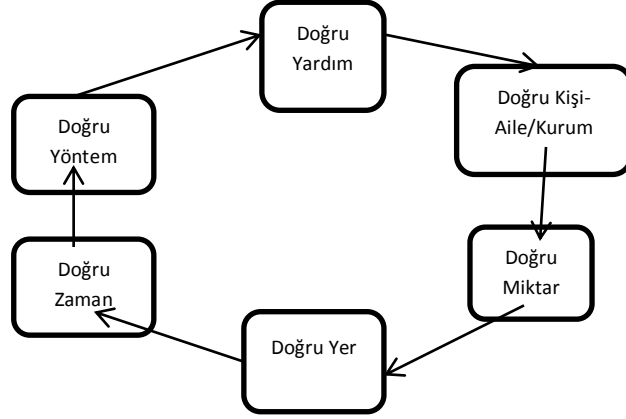 Doğru
Yardım
Doğru Kişi-
Aile/Kurum
Doğru
Miktar
Doğru Yer
Doğru
Zaman
Doğru
Yöntem